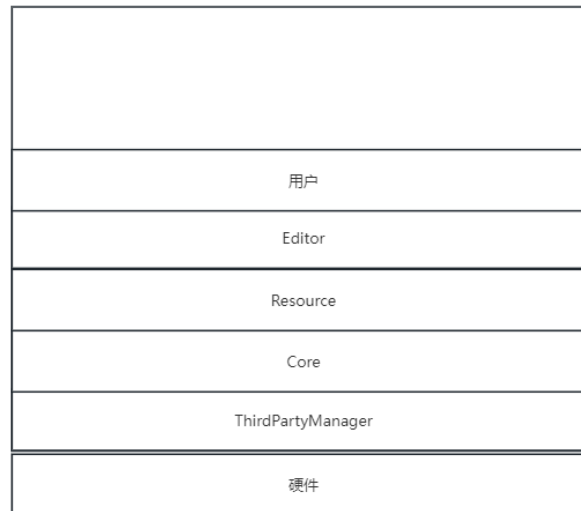 用户
Editor
Resource
Core
ThirdPartyManager
硬件